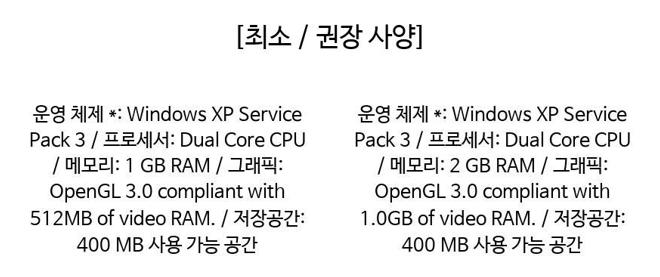 [최소 / 권장 사양]
운영 체제 *: Windows XP Service
Pack 3 / 프로세서: Dual Core CPU
/ 메모리: 1 GB RAM / 그래픽:
OpenGL 3.0 compliant with
512MB of video RAM. / 저장공간:
400 MB 사용 가능 공간
운영 체제 *: Windows XP Service
Pack 3 / 프로세서: Dual Core CPU
/ 메모리: 2 GB RAM / 그래픽:
OpenGL 3.0 compliant with
1.0GB of video RAM. / 저장공간:
400 MB 사용 가능 공간